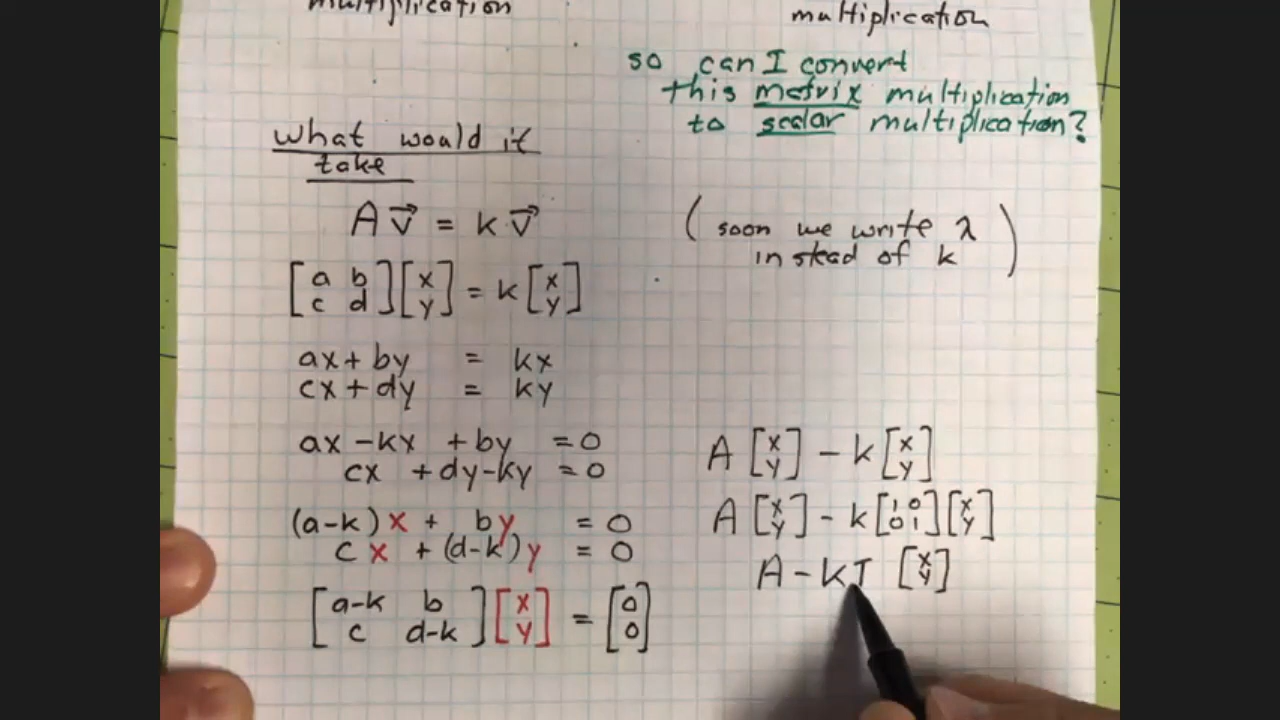 multiplication
multiplication
so can I convert
this matrix multiplication
to scalar multiplication?
What would it
take
A v⃗ = k v⃗
( soon we write λ
instead of k )
[a b; c d] [x; y] = k [x; y]
ax + by = kx
cx + dy = ky
ax - kx + by = 0
cx + dy - ky = 0
(a-k) x + by = 0
c x + (d-k) y = 0
[a-k b; c d-k] [x; y] = [0; 0]
A [x; y] - k [x; y]
A [x; y] - k [1 0; 0 1] [x; y]
A - kI [x; y]